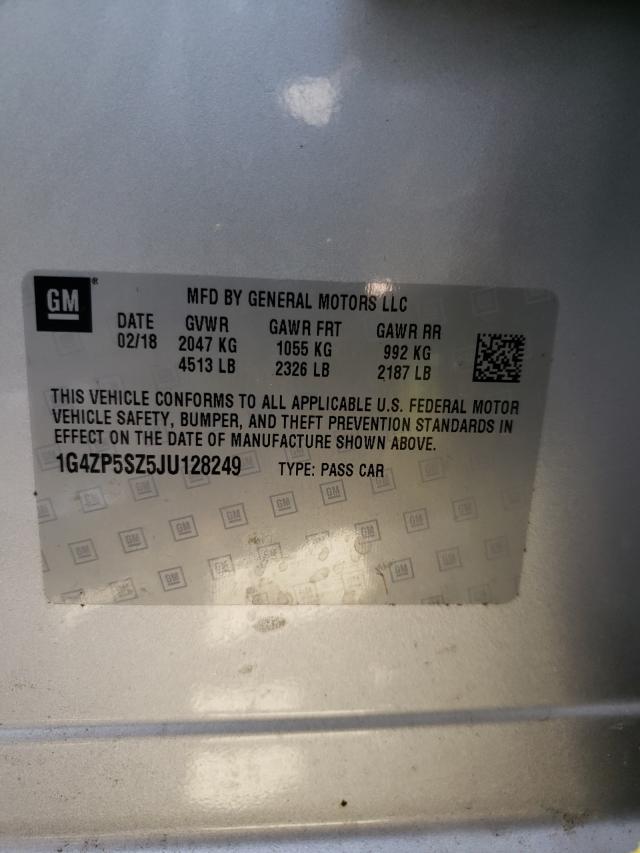 GM ®
MFD BY GENERAL MOTORS LLC
DATE GVWR GAWR FRT GAWR RR
02/18 2047 KG 1055 KG 992 KG
4513 LB 2326 LB 2187 LB
THIS VEHICLE CONFORMS TO ALL APPLICABLE U.S. FEDERAL MOTOR
VEHICLE SAFETY, BUMPER, AND THEFT PREVENTION STANDARDS IN
EFFECT ON THE DATE OF MANUFACTURE SHOWN ABOVE.
1G4ZP5SZ5JU128249 TYPE: PASS CAR